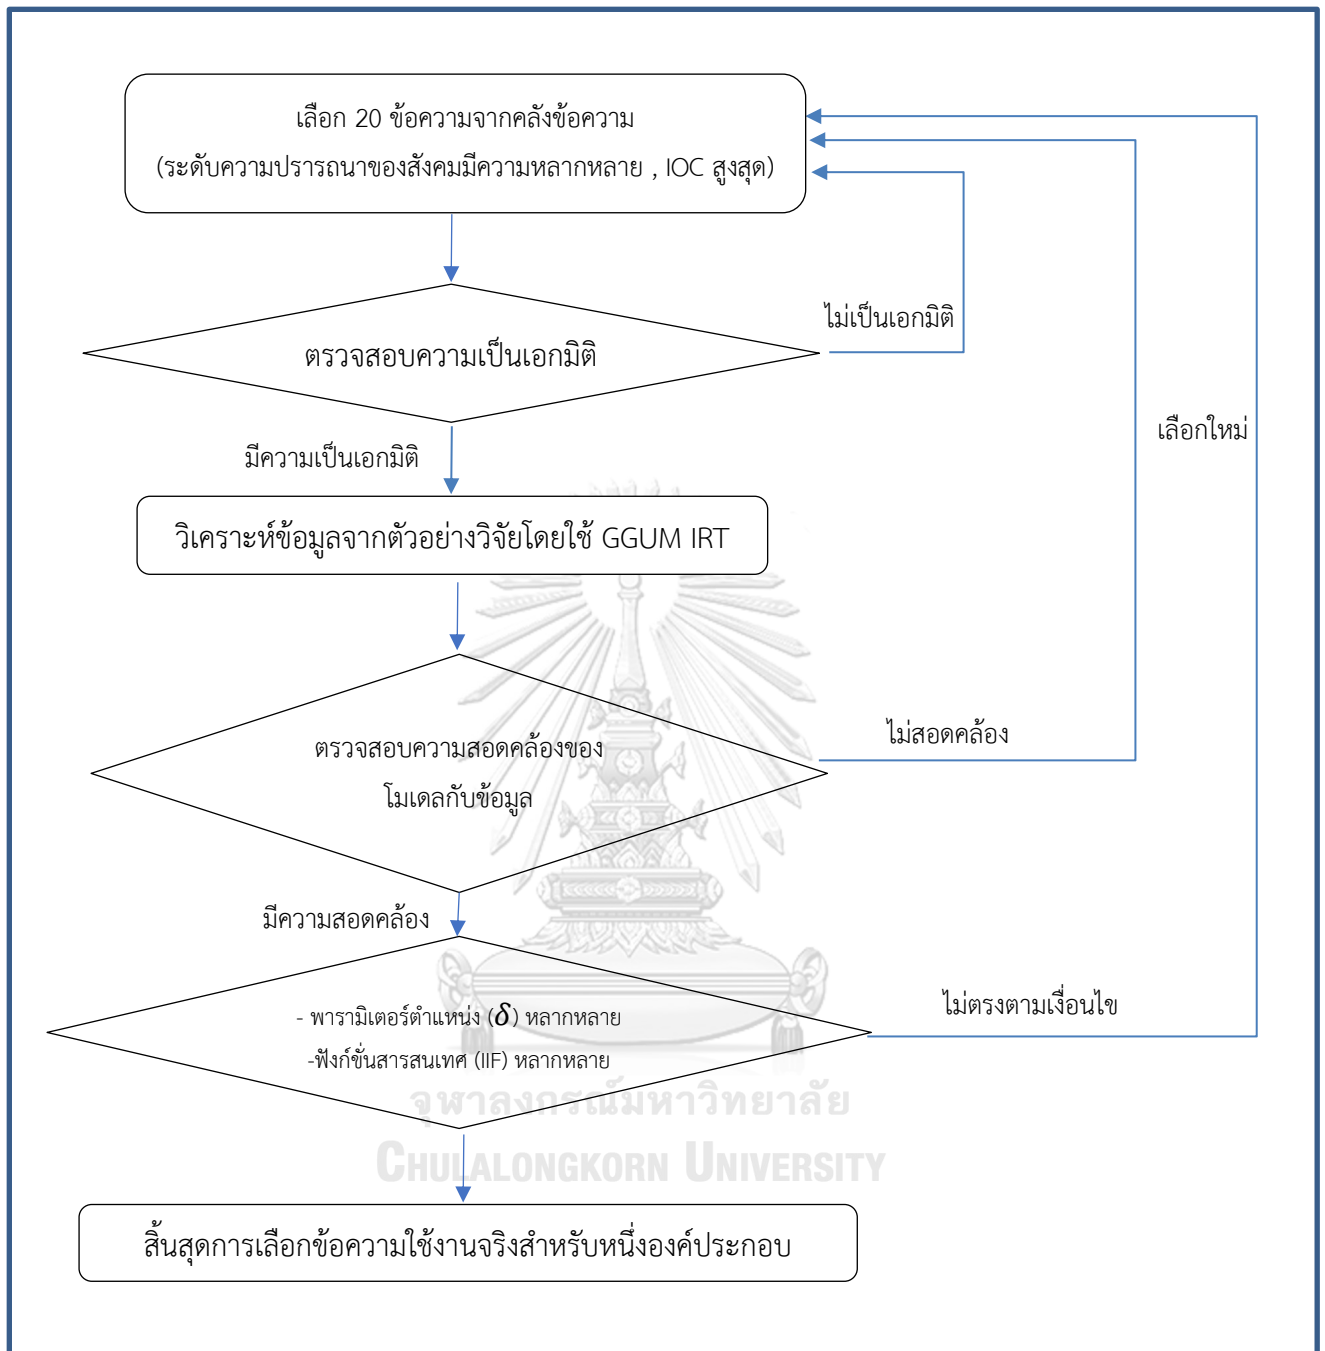 เลือก 20 ข้อความจากคลังข้อความ
(ระดับความปรารถนาของสังคมมีความหลากหลาย , IOC สูงสุด)
ไม่เป็นเอกมิติ
ตรวจสอบความเป็นเอกมิติ
เลือกใหม่
มีความเป็นเอกมิติ
วิเคราะห์ข้อมูลจากตัวอย่างวิจัยโดยใช้ GGUM IRT
ไม่สอดคล้อง
ตรวจสอบความสอดคล้องของ
โมเดลกับข้อมูล
มีความสอดคล้อง
ไม่ตรงตามเงื่อนไข
- พารามิเตอร์ตำแหน่ง (δ) หลากหลาย
-ฟังก์ขั่นสารสนเทศ (IIF) หลากหลาย
จุฬาลงกรณ์มหาวิทยาลัย
CHULALONGKORN UNIVERSITY
สิ้นสุดการเลือกข้อความใช้งานจริงสำหรับหนึ่งองค์ประกอบ